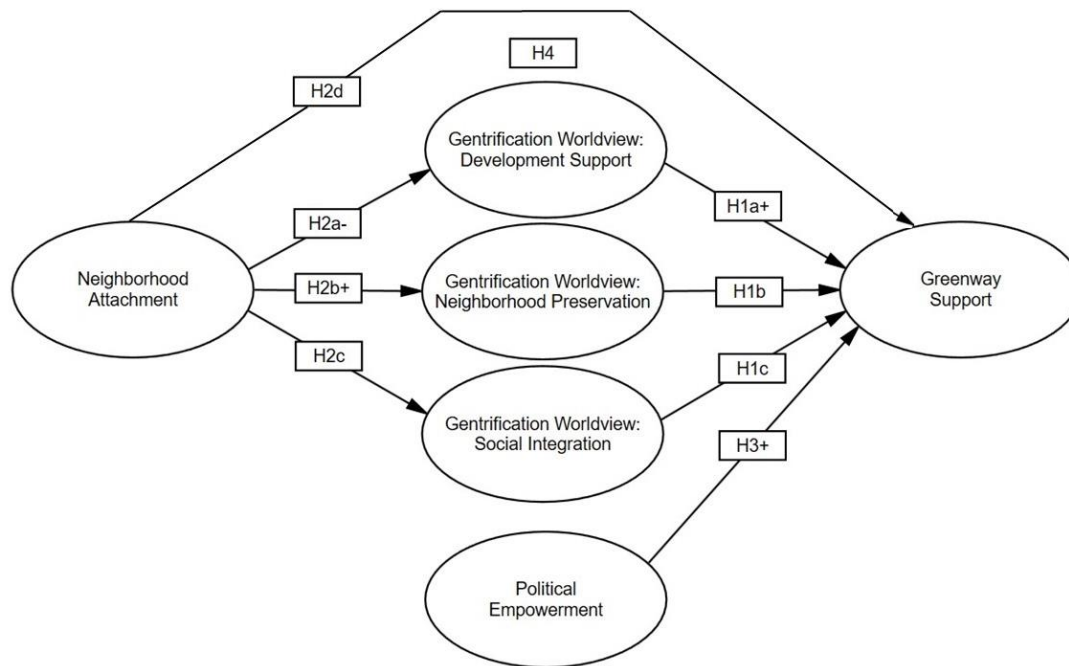 H4
H2d
Gentrification Worldview:
Development Support
H2a-
H1a+
Neighborhood
Attachment
H2b+
Gentrification Worldview:
Neighborhood Preservation
H1b
Greenway
Support
H2c
H1c
Gentrification Worldview:
Social Integration
H3+
Political
Empowerment